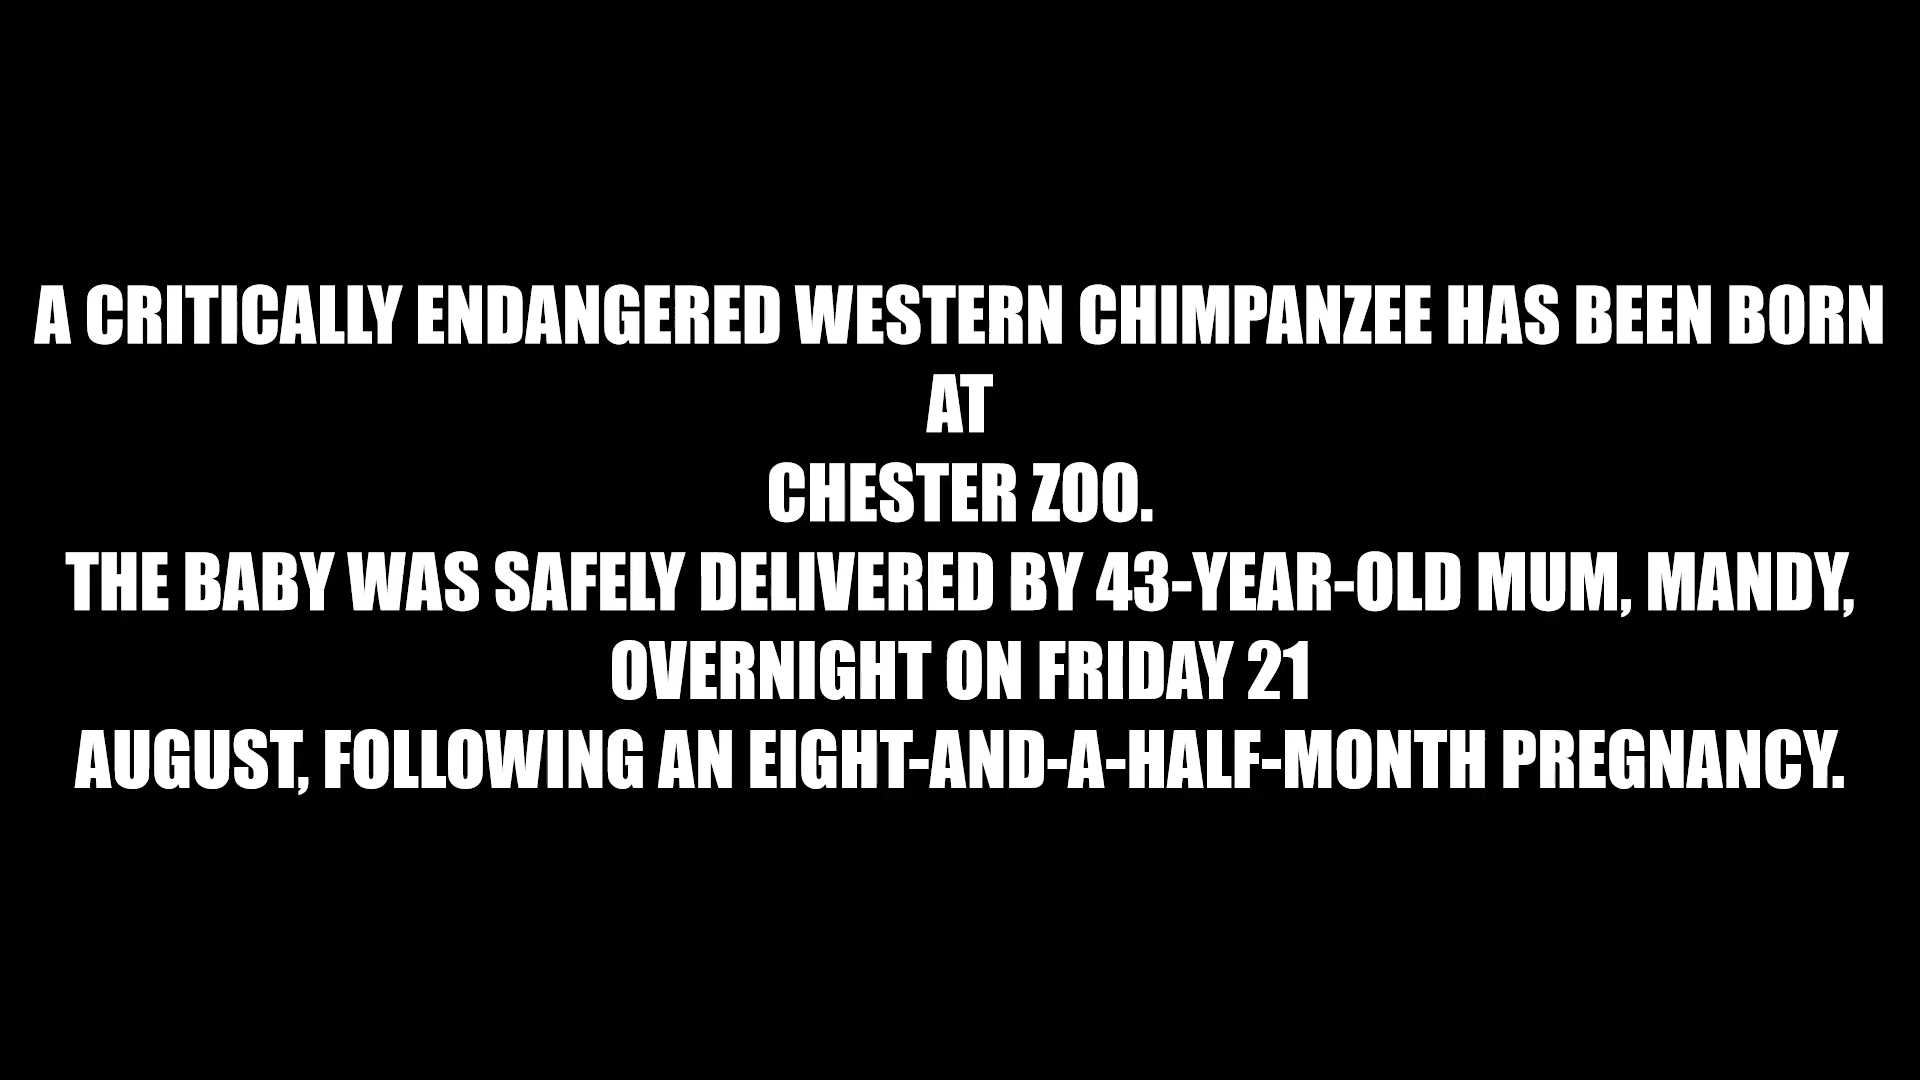 A CRITICALLY ENDANGERED WESTERN CHIMPANZEE HAS BEEN BORN
AT
CHESTER ZOO.
THE BABY WAS SAFELY DELIVERED BY 43-YEAR-OLD MUM, MANDY,
OVERNIGHT ON FRIDAY 21
AUGUST, FOLLOWING AN EIGHT-AND-A-HALF-MONTH PREGNANCY.